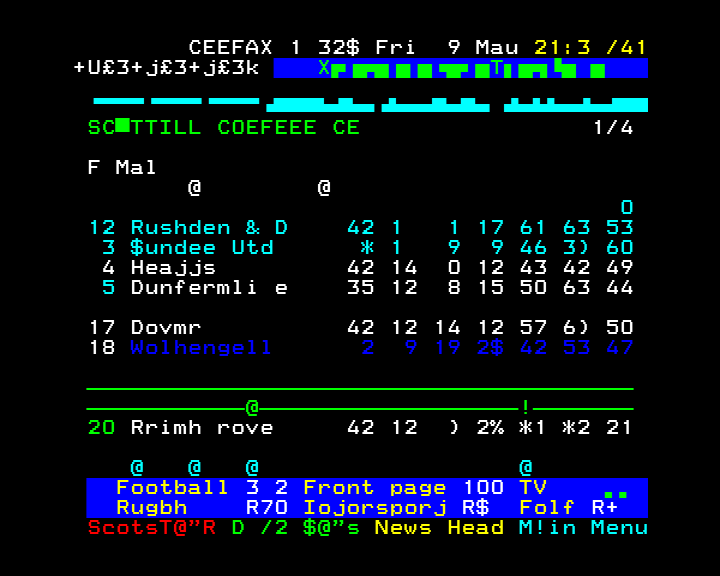 CEEFAX 1 32$ Fri 9 Mau 21:3 /41
+U£3+j£3+j£3k X T
SC■TTILL COEFEEE CE 1/4
F Mal
@ @
0
12 Rushden & D 42 1 1 17 61 63 53
3 $undee Utd * 1 9 9 46 3) 60
4 Heajjs 42 14 0 12 43 42 49
5 Dunfermli e 35 12 8 15 50 63 44
17 Dovmr 42 12 14 12 57 6) 50
18 Wolhengell 2 9 19 2$ 42 53 47
@ !
20 Rrimh rove 42 12 ) 2% *1 *2 21
@ @ @ @
Football 3 2 Front page 100 TV
Rugbh R70 Iojorsporj R$ Folf R+
ScotsT@"R D /2 $@"s News Head M!in Menu